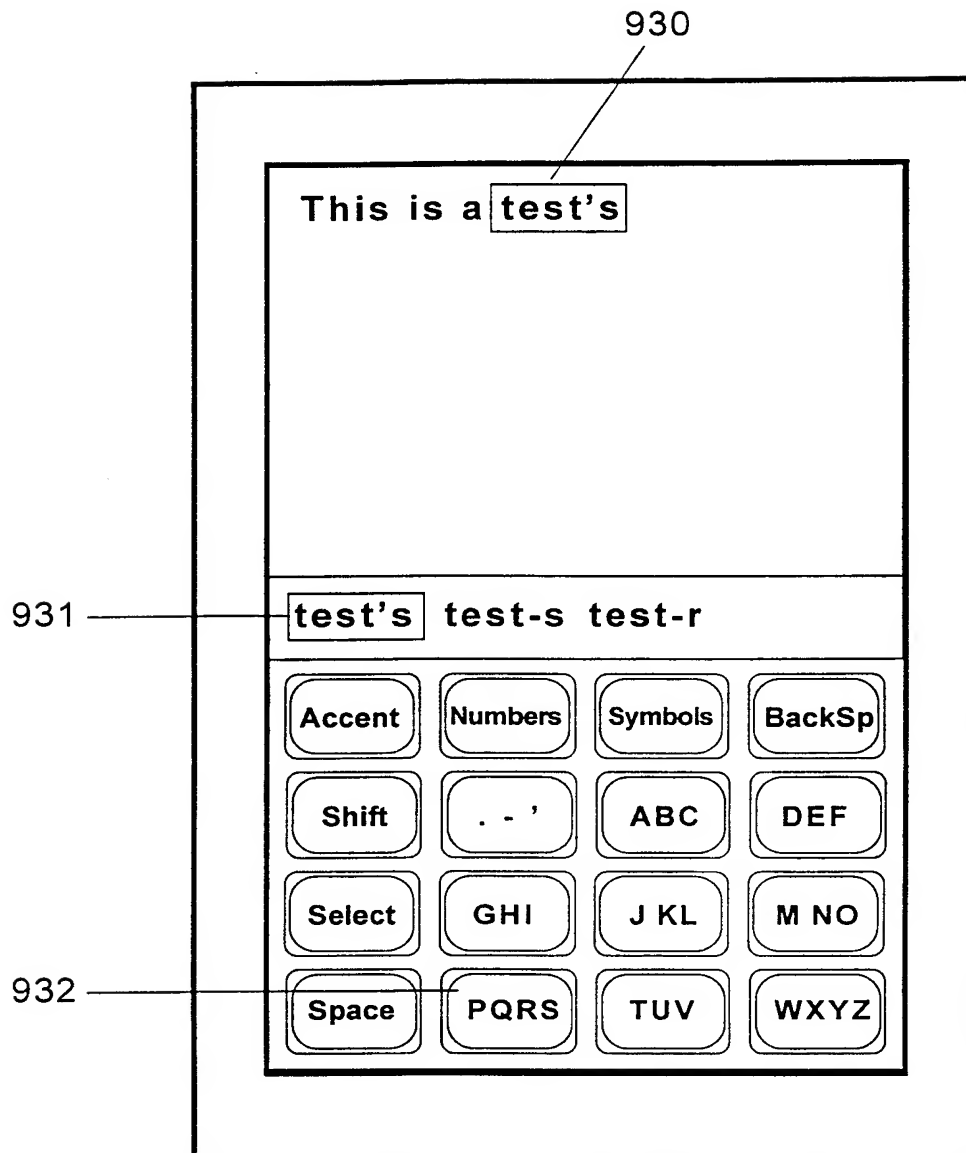 930
This is a test's
931 test's test-s test-r
Accent Numbers Symbols BackSp
Shift . - ' ABC DEF
Select GHI J KL M NO
932 Space PQRS TUV WXYZ